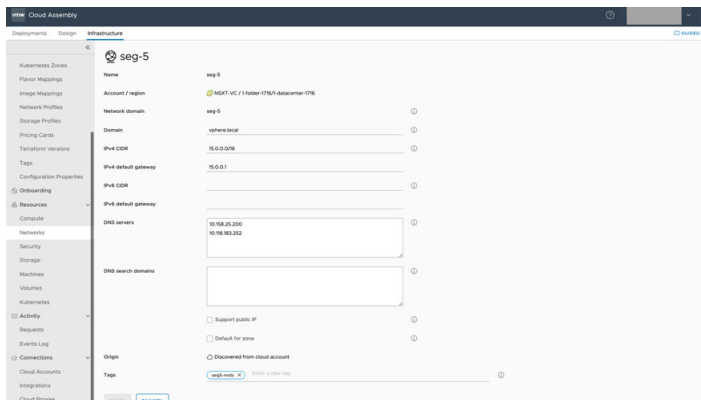 vmw Cloud Assembly
Deployments Design Infrastructure GUIDED
seg-5
Kubernetes Zones
Flavor Mappings
Image Mappings
Network Profiles
Storage Profiles
Pricing Cards
Terraform Versions
Tags
Configuration Properties
Onboarding
Resources
Compute
Networks
Security
Storage
Machines
Volumes
Kubernetes
Activity
Requests
Events Log
Connections
Cloud Accounts
Integrations
Cloud Proxies
Name seg-5
Account / region NSXT-VC / 1-folder-1716/1-datacenter-1716
Network domain seg-5
Domain vphere.local
IPv4 CIDR 15.0.0.0/16
IPv4 default gateway 15.0.0.1
IPv6 CIDR
IPv6 default gateway
DNS servers 10.158.25.200
10.118.183.252
DNS search domains
Support public IP
Default for zone
Origin Discovered from cloud account
Tags seg5-nvds X Enter a new tag